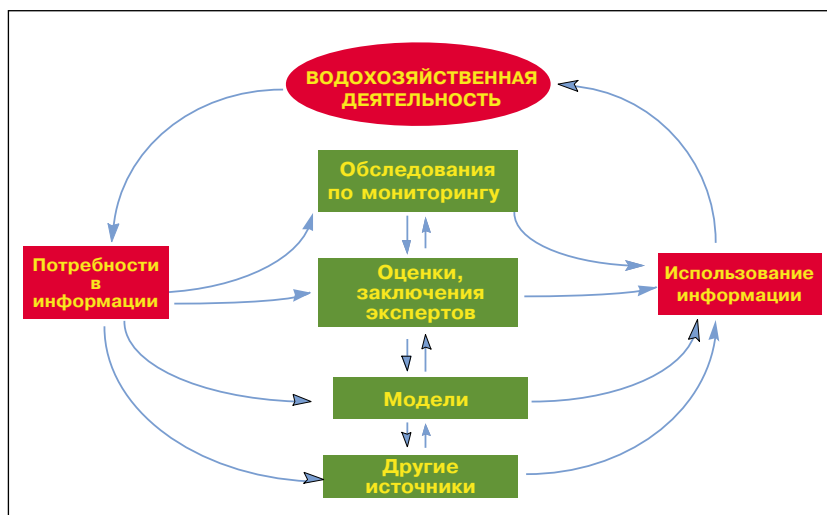 ВОДОХОЗЯЙСТВЕННАЯ
ДЕЯТЕЛЬНОСТЬ
Обследования
по мониторингу
Потребности
в
информации
Оценки,
заключения
экспертов
Использование
информации
Модели
Другие
источники